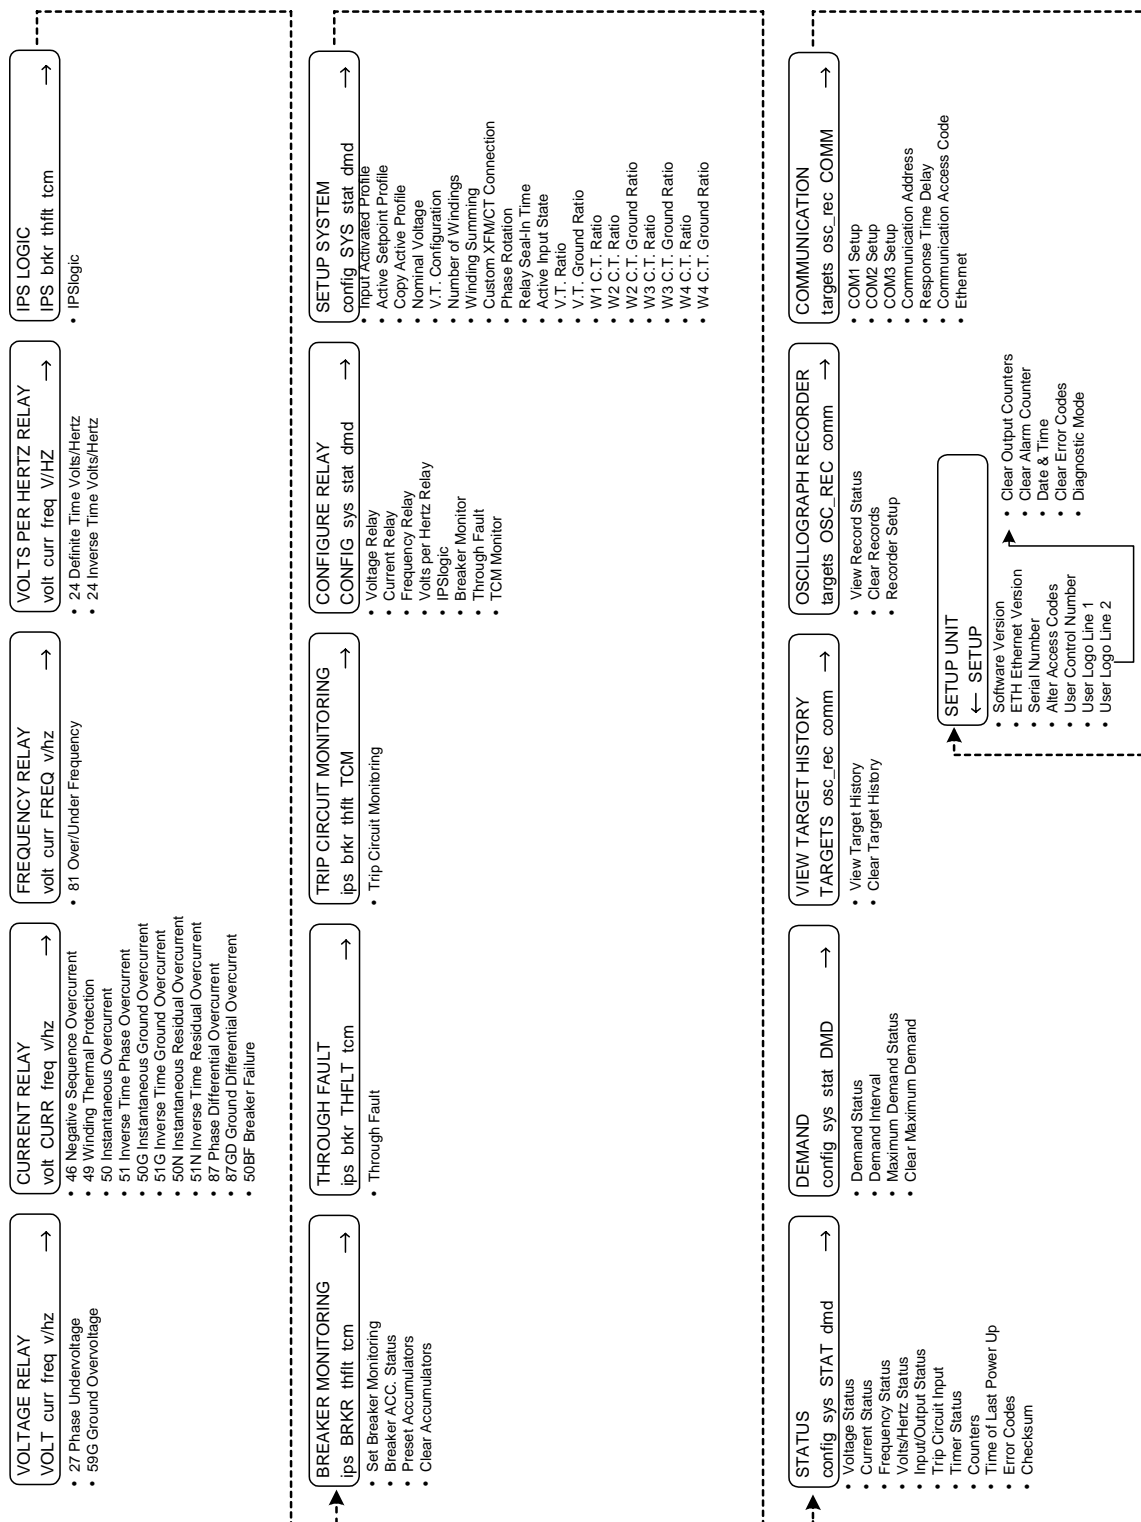 VOLTAGE RELAY
VOLT curr freq v/hz →
• 27 Phase Undervoltage
• 59G Ground Overvoltage
CURRENT RELAY
volt CURR freq v/hz →
• 46 Negative Sequence Overcurrent
• 49 Winding Thermal Protection
• 50 Instantaneous Overcurrent
• 51 Inverse Time Phase Overcurrent
• 50G Instantaneous Ground Overcurrent
• 51G Inverse Time Ground Overcurrent
• 50N Instantaneous Residual Overcurrent
• 51N Inverse Time Residual Overcurrent
• 87 Phase Differential Overcurrent
• 87GD Ground Differential Overcurrent
• 50BF Breaker Failure
FREQUENCY RELAY
volt curr FREQ v/hz →
• 81 Over/Under Frequency
VOLTS PER HERTZ RELAY
volt curr freq V/HZ →
• 24 Definite Time Volts/Hertz
• 24 Inverse Time Volts/Hertz
IPS LOGIC
IPS brkr thflt tcm →
• IPSlogic
BREAKER MONITORING
ips BRKR thflt tcm →
• Set Breaker Monitoring
• Breaker ACC. Status
• Preset Accumulators
• Clear Accumulators
THROUGH FAULT
ips brkr THFLT tcm →
• Through Fault
TRIP CIRCUIT MONITORING
ips brkr thflt TCM →
• Trip Circuit Monitoring
CONFIGURE RELAY
CONFIG sys stat dmd →
• Voltage Relay
• Current Relay
• Frequency Relay
• Volts per Hertz Relay
• IPSlogic
• Breaker Monitor
• Through Fault
• TCM Monitor
SETUP SYSTEM
config SYS stat dmd →
• Input Activated Profile
• Active Setpoint Profile
• Copy Active Profile
• Nominal Voltage
• V.T. Configuration
• Number of Windings
• Winding Summing
• Custom XFM/CT Connection
• Phase Rotation
• Relay Seal-In Time
• Active Input State
• V.T. Ratio
• V.T. Ground Ratio
• W1 C.T. Ratio
• W2 C.T. Ratio
• W2 C.T. Ground Ratio
• W3 C.T. Ratio
• W3 C.T. Ground Ratio
• W4 C.T. Ratio
• W4 C.T. Ground Ratio
STATUS
config sys STAT dmd →
• Voltage Status
• Current Status
• Frequency Status
• Volts/Hertz Status
• Input/Output Status
• Trip Circuit Input
• Timer Status
• Counters
• Time of Last Power Up
• Error Codes
• Checksum
DEMAND
config sys stat DMD →
• Demand Status
• Demand Interval
• Maximum Demand Status
• Clear Maximum Demand
VIEW TARGET HISTORY
TARGETS osc_rec comm →
• View Target History
• Clear Target History
OSCILLOGRAPH RECORDER
targets OSC_REC comm →
• View Record Status
• Clear Records
• Recorder Setup
COMMUNICATION
targets osc_rec COMM →
• COM1 Setup
• COM2 Setup
• COM3 Setup
• Communication Address
• Response Time Delay
• Communication Access Code
• Ethernet
SETUP UNIT
← SETUP
• Software Version
• ETH Ethernet Version
• Serial Number
• Alter Access Codes
• User Control Number
• User Logo Line 1
• User Logo Line 2
• Clear Output Counters
• Clear Alarm Counter
• Date & Time
• Clear Error Codes
• Diagnostic Mode